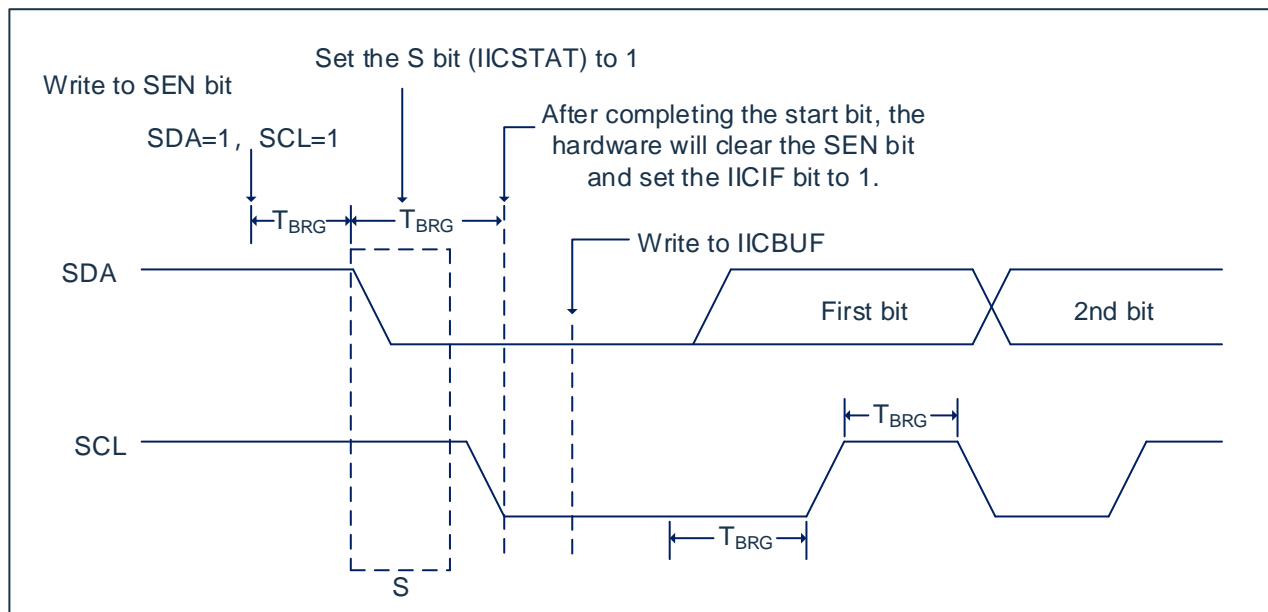 Set the S bit (IICSTAT) to 1
Write to SEN bit
After completing the start bit, the
SDA=1, SCL=1
hardware will clear the SEN bit
and set the IICIF bit to 1.
TBRG
TBRG
Write to IICBUF
SDA
First bit
2nd bit
TBRG
SCL
TBRG
S